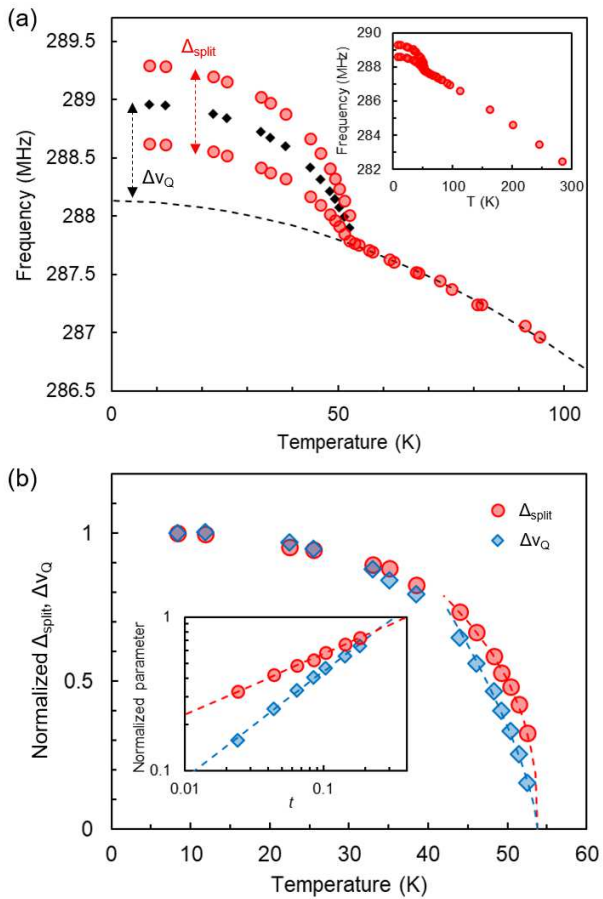 (a)
289.5
289
288.5
288
287.5
287
286.5
Frequency (MHz)
0
50
100
Temperature (K)
Δsplit
ΔνQ
290
288
286
284
282
Frequency (MHz)
0
100
200
300
T (K)
(b)
1
0.5
0
Normalized Δsplit, ΔνQ
0
10
20
30
40
50
60
Temperature (K)
Δsplit
ΔνQ
1
0.1
Normalized parameter
0.01
0.1
t